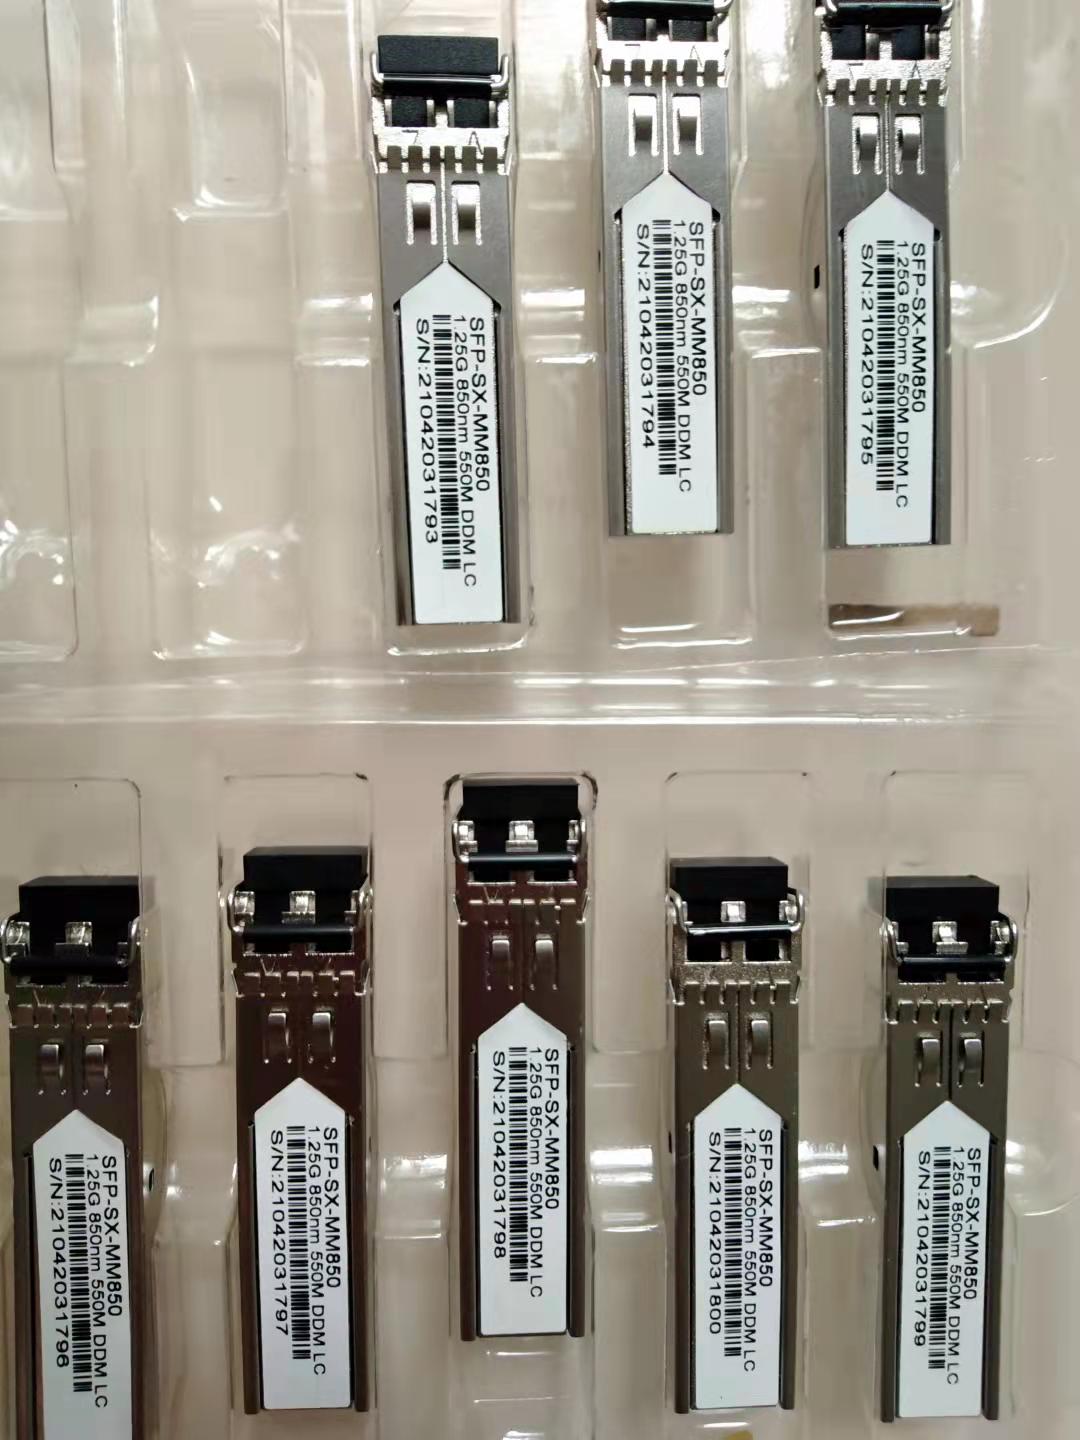 SFP-SX-MM850
1.25G 850nm 550M DDM LC
S/N:21042031793
SFP-SX-MM850
1.25G 850nm 550M DDM LC
S/N:21042031794
SFP-SX-MM850
1.25G 850nm 550M DDM LC
S/N:21042031795
SFP-SX-MM850
1.25G 850nm 550M DDM LC
S/N:21042031796
SFP-SX-MM850
1.25G 850nm 550M DDM LC
S/N:21042031797
SFP-SX-MM850
1.25G 850nm 550M DDM LC
S/N:21042031798
SFP-SX-MM850
1.25G 850nm 550M DDM LC
S/N:21042031800
SFP-SX-MM850
1.25G 850nm 550M DDM LC
S/N:21042031799